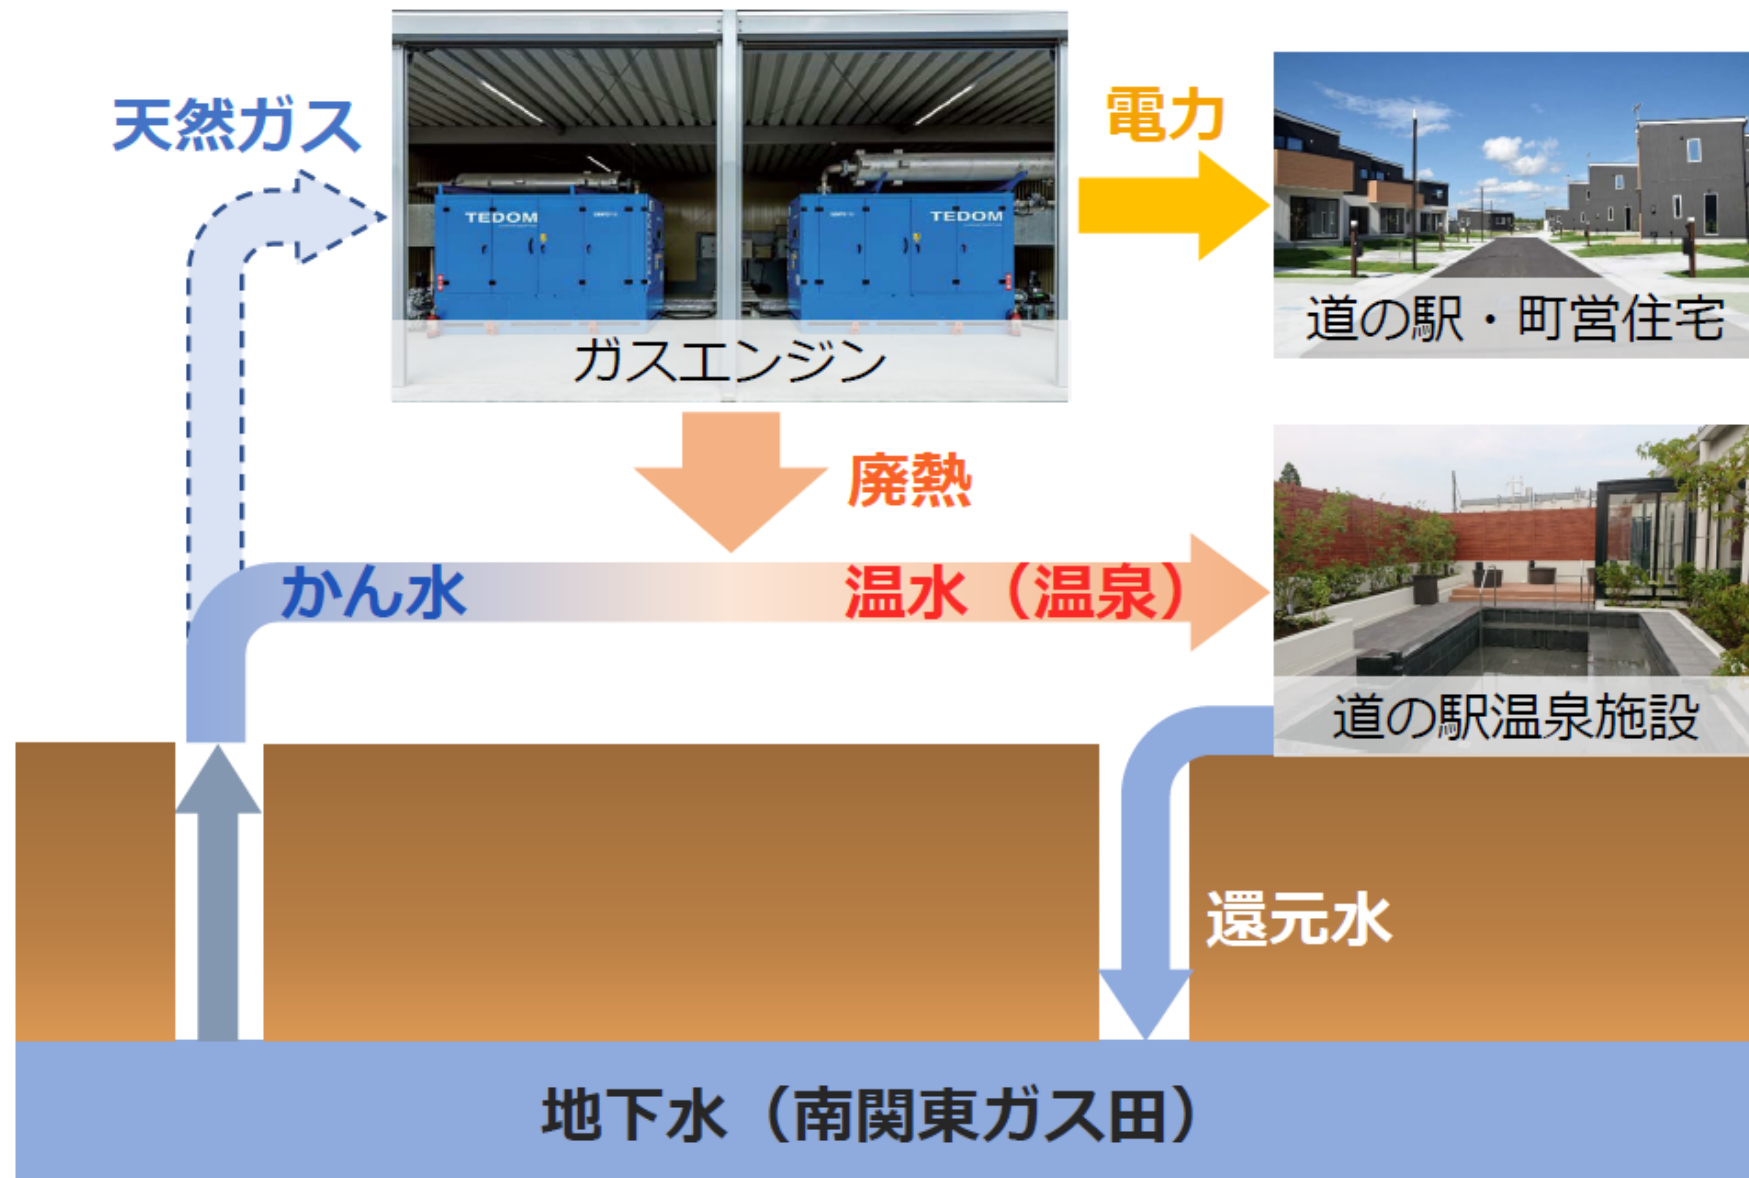 天然ガス
電力
TEDOM
TEDOM
ガスエンジン
道の駅・町営住宅
廃熱
かん水
温水（温泉）
道の駅温泉施設
還元水
地下水（南関東ガス田）